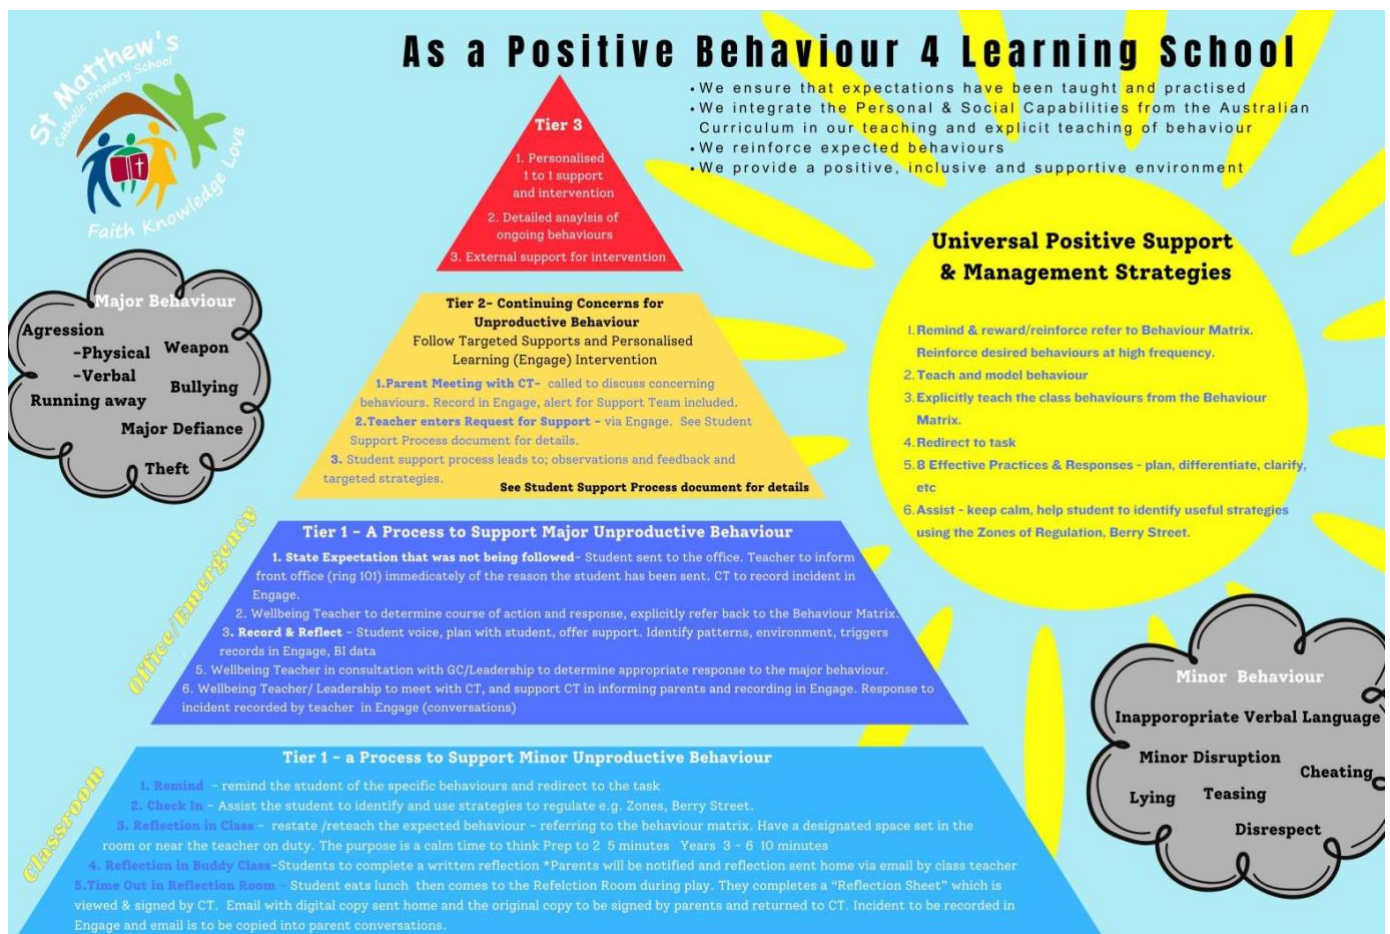 St Matthew's
Catholic Primary School
Faith Knowledge Love
As a Positive Behaviour 4 Learning School
• We ensure that expectations have been taught and practised
• We integrate the Personal & Social Capabilities from the Australian
Curriculum in our teaching and explicit teaching of behaviour
• We reinforce expected behaviours
• We provide a positive, inclusive and supportive environment
Tier 3
1. Personalised
1 to 1 support
and intervention
2. Detailed anaylsis of
ongoing behaviours
3. External support for intervention
Major Behaviour
Agression
-Physical
-Verbal
Weapon
Bullying
Running away
Major Defiance
Theft
Tier 2- Continuing Concerns for
Unproductive Behaviour
Follow Targeted Supports and Personalised
Learning (Engage) Intervention
1.Parent Meeting with CT- called to discuss concerning
behaviours. Record in Engage, alert for Support Team included.
2.Teacher enters Request for Support - via Engage. See Student
Support Process document for details.
3. Student support process leads to; observations and feedback and
targeted strategies.
See Student Support Process document for details
Universal Positive Support
& Management Strategies
1. Remind & reward/reinforce refer to Behaviour Matrix.
Reinforce desired behaviours at high frequency.
2. Teach and model behaviour
3. Explicitly teach the class behaviours from the Behaviour
Matrix.
4. Redirect to task
5. 8 Effective Practices & Responses - plan, differentiate, clarify,
etc
6. Assist - keep calm, help student to identify useful strategies
using the Zones of Regulation, Berry Street.
Office/Emergency
Tier 1 - A Process to Support Major Unproductive Behaviour
1. State Expectation that was not being followed- Student sent to the office. Teacher to inform
front office (ring 101) immedicately of the reason the student has been sent. CT to record incident in
Engage.
2. Wellbeing Teacher to determine course of action and response, explicitly refer back to the Behaviour Matrix.
3. Record & Reflect - Student voice, plan with student, offer support. Identify patterns, environment, triggers
records in Engage, BI data
5. Wellbeing Teacher in consultation with GC/Leadership to determine appropriate response to the major behaviour.
6. Wellbeing Teacher/ Leadership to meet with CT, and support CT in informing parents and recording in Engage. Response to
incident recorded by teacher in Engage (conversations)
Minor Behaviour
Inapporopriate Verbal Language
Minor Disruption
Cheating
Lying
Teasing
Disrespect
Classroom
Tier 1 - a Process to Support Minor Unproductive Behaviour
1. Remind - remind the student of the specific behaviours and redirect to the task
2. Check In - Assist the student to identify and use strategies to regulate e.g. Zones, Berry Street.
3. Reflection in Class - restate /reteach the expected behaviour - referring to the behaviour matrix. Have a designated space set in the
room or near the teacher on duty. The purpose is a calm time to think Prep to 2 5 minutes Years 3 - 6 10 minutes
4. Reflection in Buddy Class-Students to complete a written reflection *Parents will be notified and reflection sent home via email by class teacher
5.Time Out in Reflection Room - Student eats lunch then comes to the Refelction Room during play. They completes a "Reflection Sheet" which is
viewed & signed by CT. Email with digital copy sent home and the original copy to be signed by parents and returned to CT. Incident to be recorded in
Engage and email is to be copied into parent conversations.